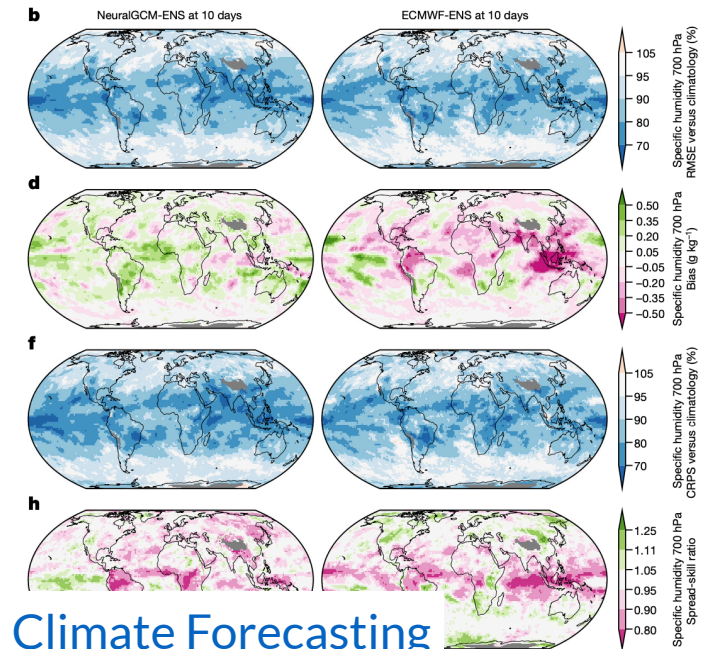 b
NeuralGCM-ENS at 10 days
ECMWF-ENS at 10 days
105
95
90
80
70
Specific humidity 700 hPa
RMSE versus climatology (%)
d
0.50
0.35
0.20
0.05
-0.05
-0.20
-0.35
-0.50
Specific humidity 700 hPa
Bias (g kg⁻¹)
f
105
95
90
80
70
Specific humidity 700 hPa
CRPS versus climatology (%)
h
1.25
1.11
1.05
0.95
0.90
0.80
Specific humidity 700 hPa
Spread-skill ratio
Climate Forecasting